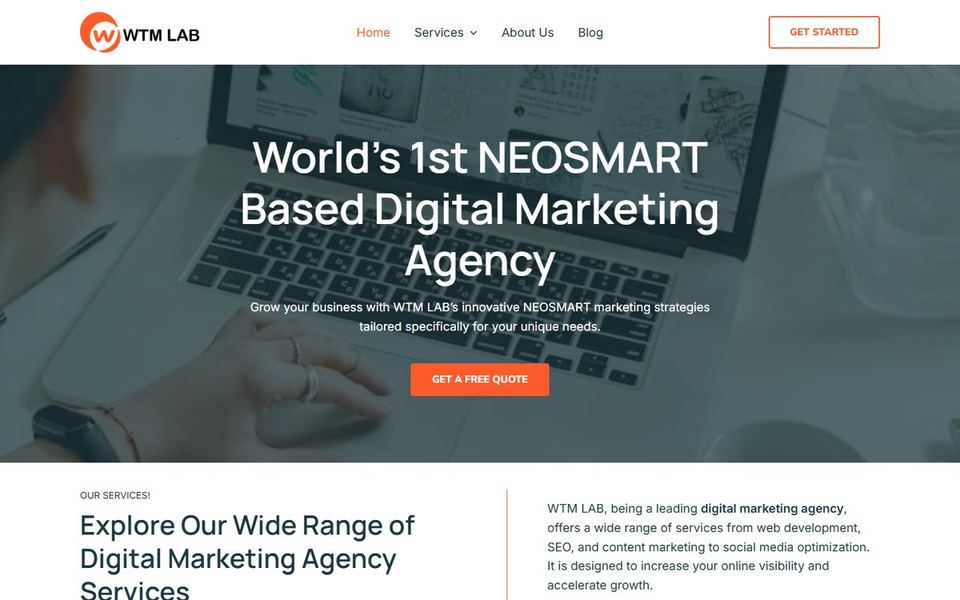 WTM LAB
Home
Services
About Us
Blog
GET STARTED
World's 1st NEOSMART
Based Digital Marketing
Agency
Grow your business with WTM LAB's innovative NEOSMART marketing strategies
tailored specifically for your unique needs.
GET A FREE QUOTE
OUR SERVICES!
Explore Our Wide Range of
Digital Marketing Agency
Services
WTM LAB, being a leading digital marketing agency,
offers a wide range of services from web development,
SEO, and content marketing to social media optimization.
It is designed to increase your online visibility and
accelerate growth.